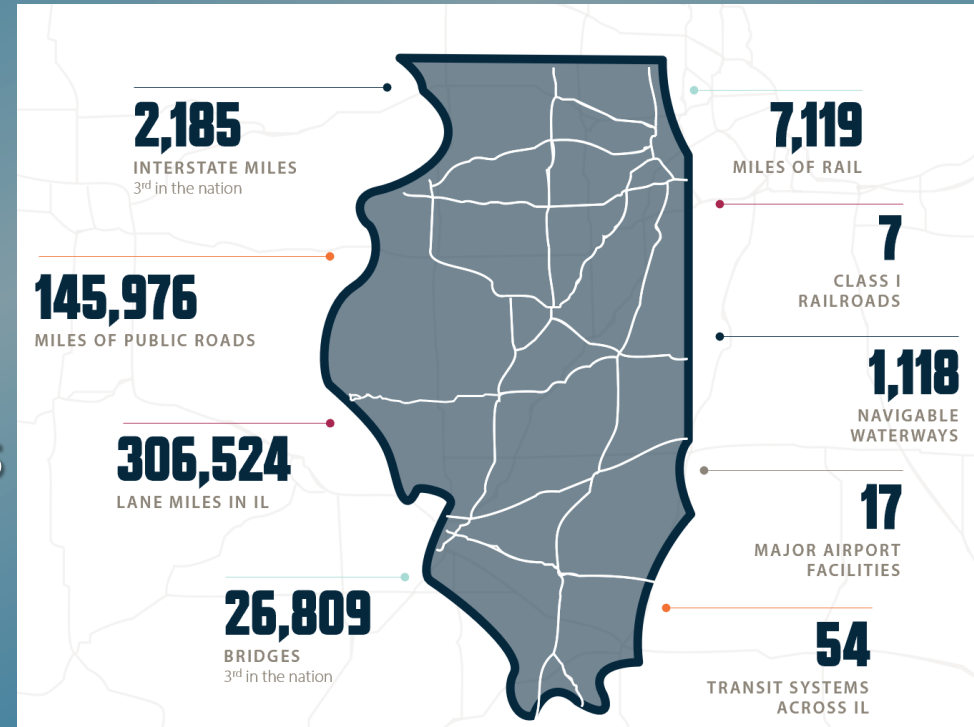 2,185
INTERSTATE MILES
3rd in the nation
145,976
MILES OF PUBLIC ROADS
306,524
LANE MILES IN IL
26,809
BRIDGES
3rd in the nation
7,119
MILES OF RAIL
7
CLASS I
RAILROADS
1,118
NAVIGABLE
WATERWAYS
17
MAJOR AIRPORT
FACILITIES
54
TRANSIT SYSTEMS
ACROSS IL